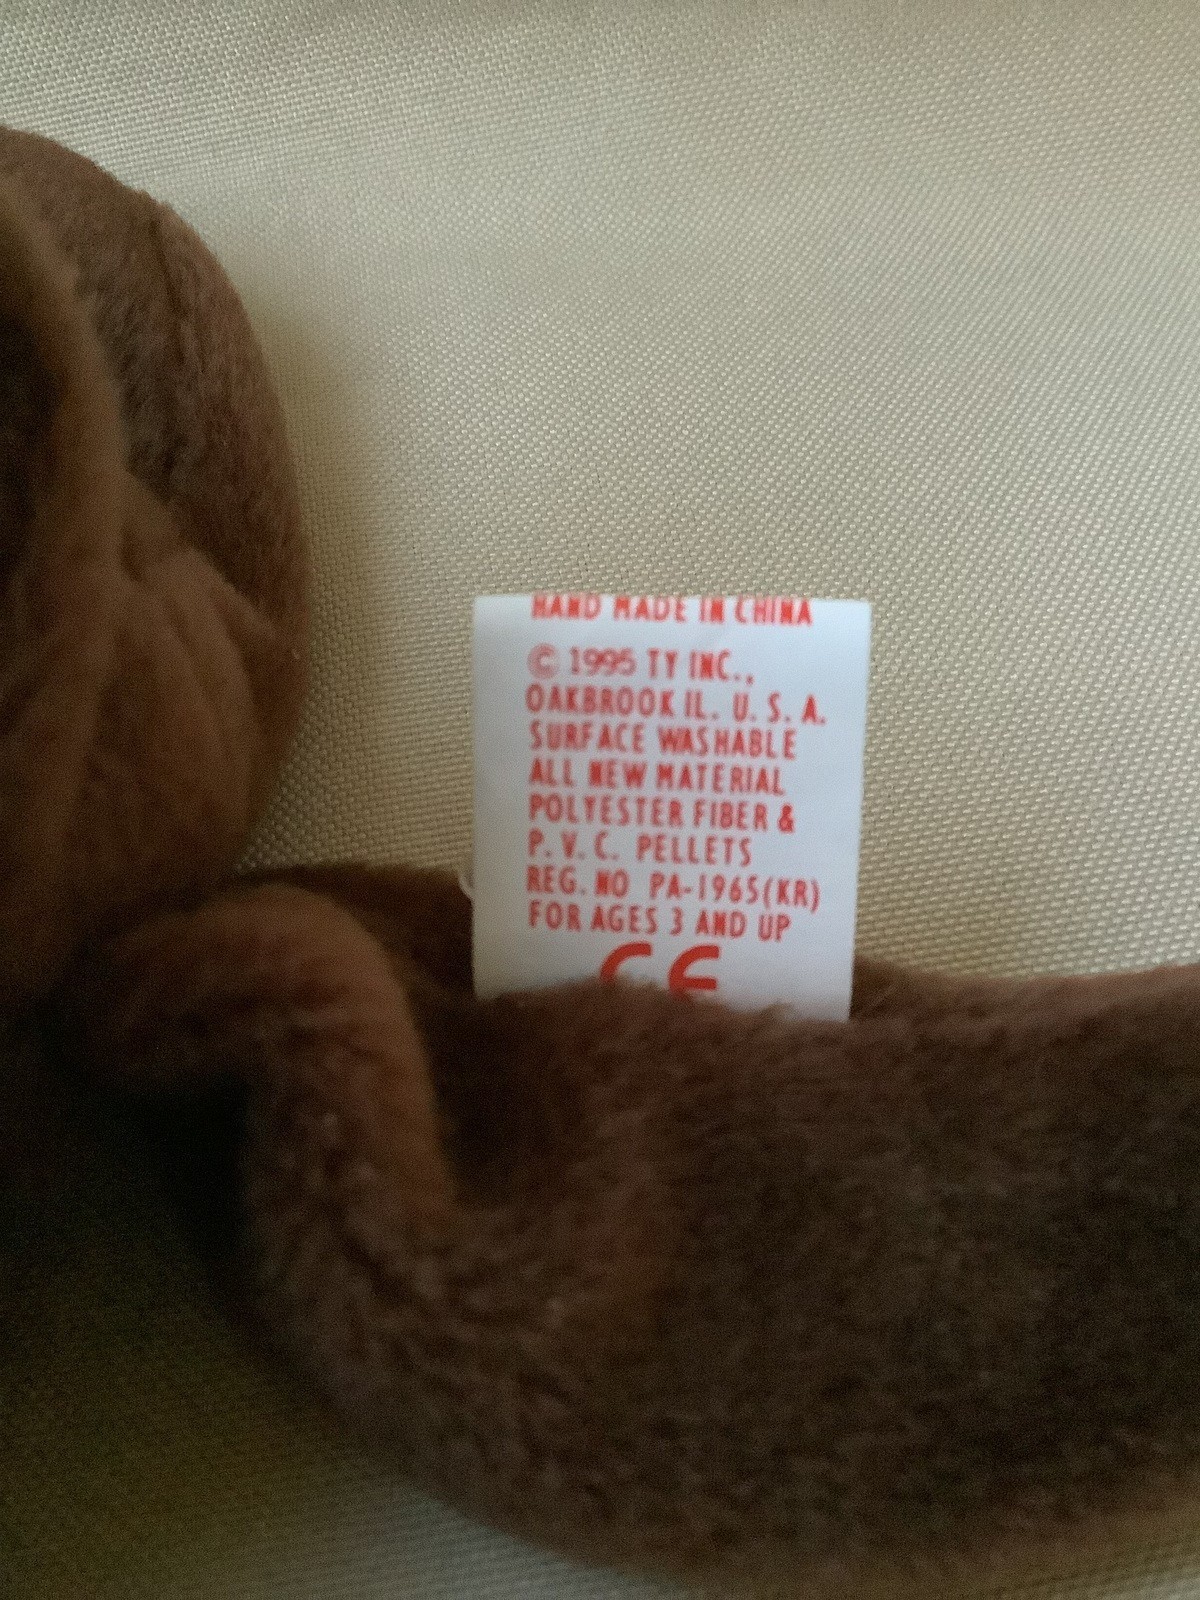 HAND MADE IN CHINA
© 1995 TY INC.,
OAKBROOK IL. U. S. A.
SURFACE WASHABLE
ALL NEW MATERIAL
POLYESTER FIBER &
P. V. C. PELLETS
REG. NO PA-1965(KR)
FOR AGES 3 AND UP
CE